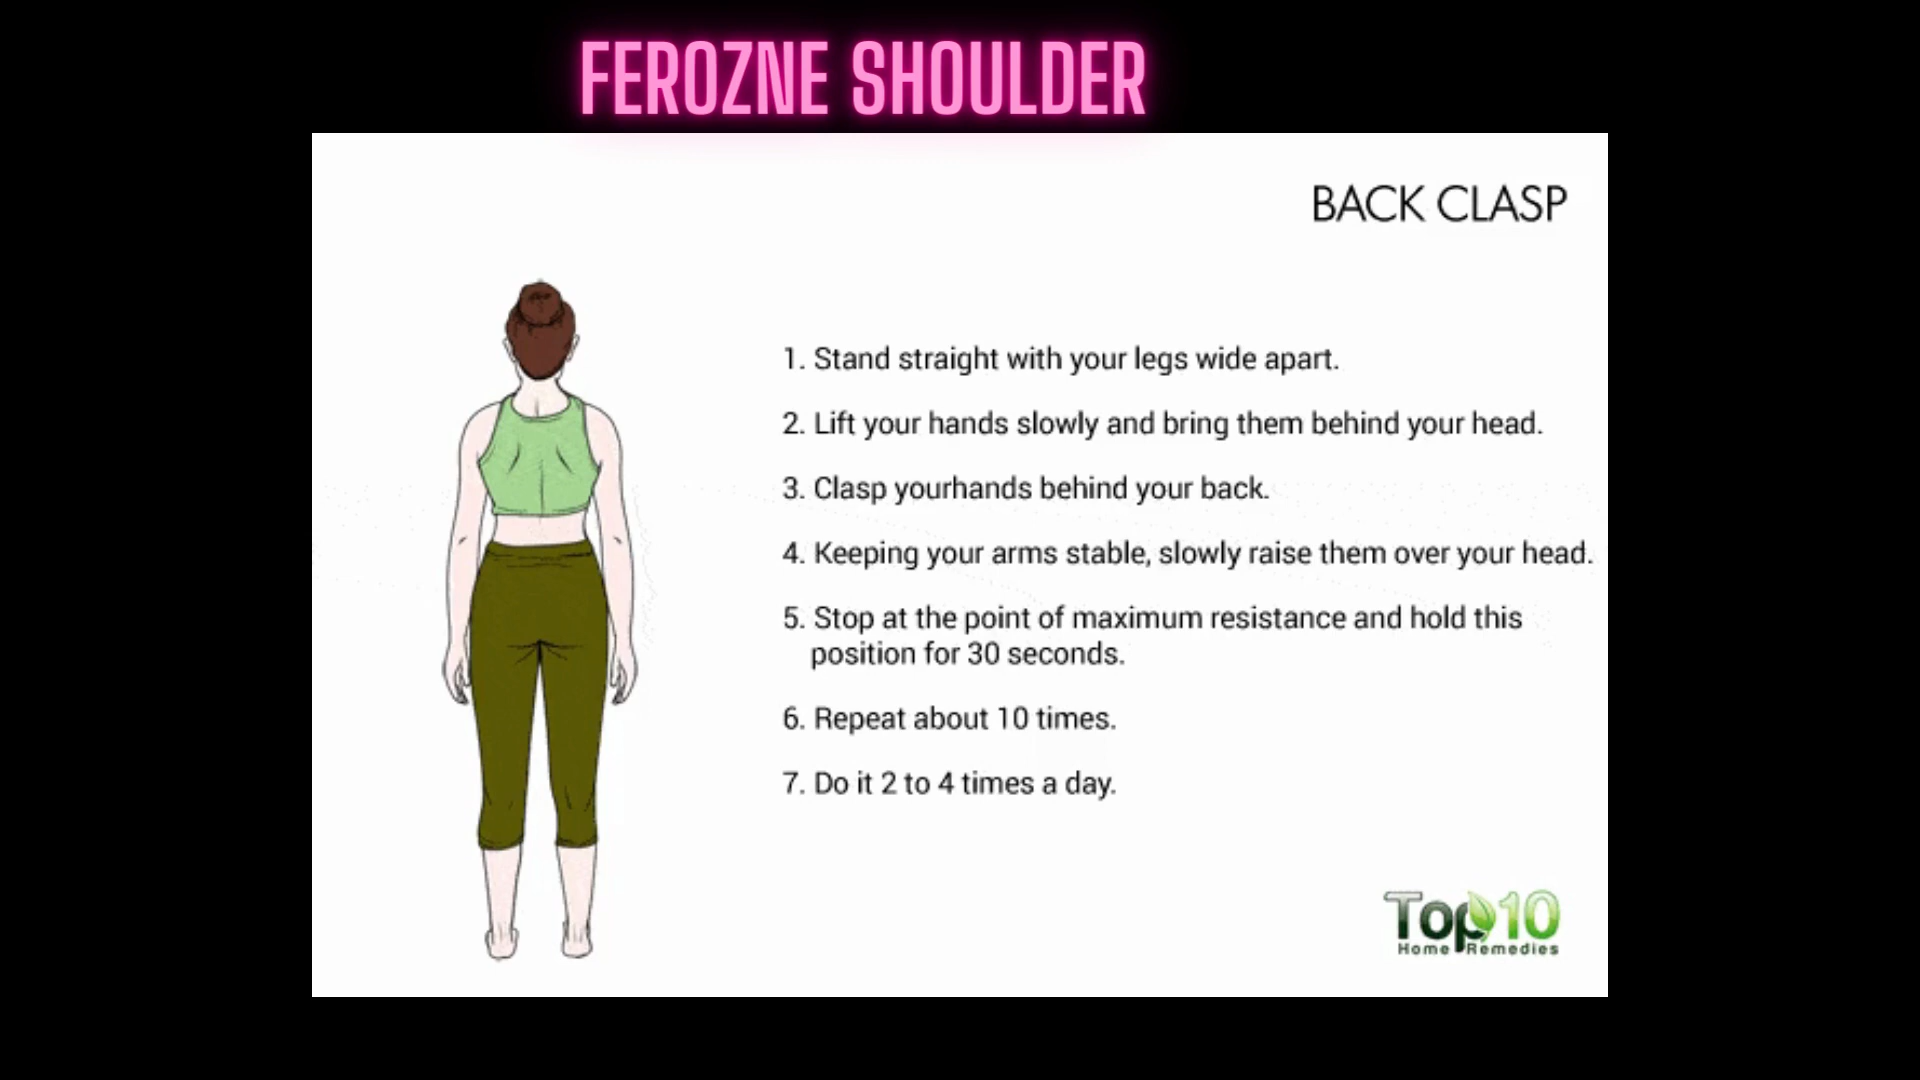 FEROZNE SHOULDER
BACK CLASP
1. Stand straight with your legs wide apart.
2. Lift your hands slowly and bring them behind your head.
3. Clasp yourhands behind your back.
4. Keeping your arms stable, slowly raise them over your head.
5. Stop at the point of maximum resistance and hold this
position for 30 seconds.
6. Repeat about 10 times.
7. Do it 2 to 4 times a day.
Top10
Home Remedies